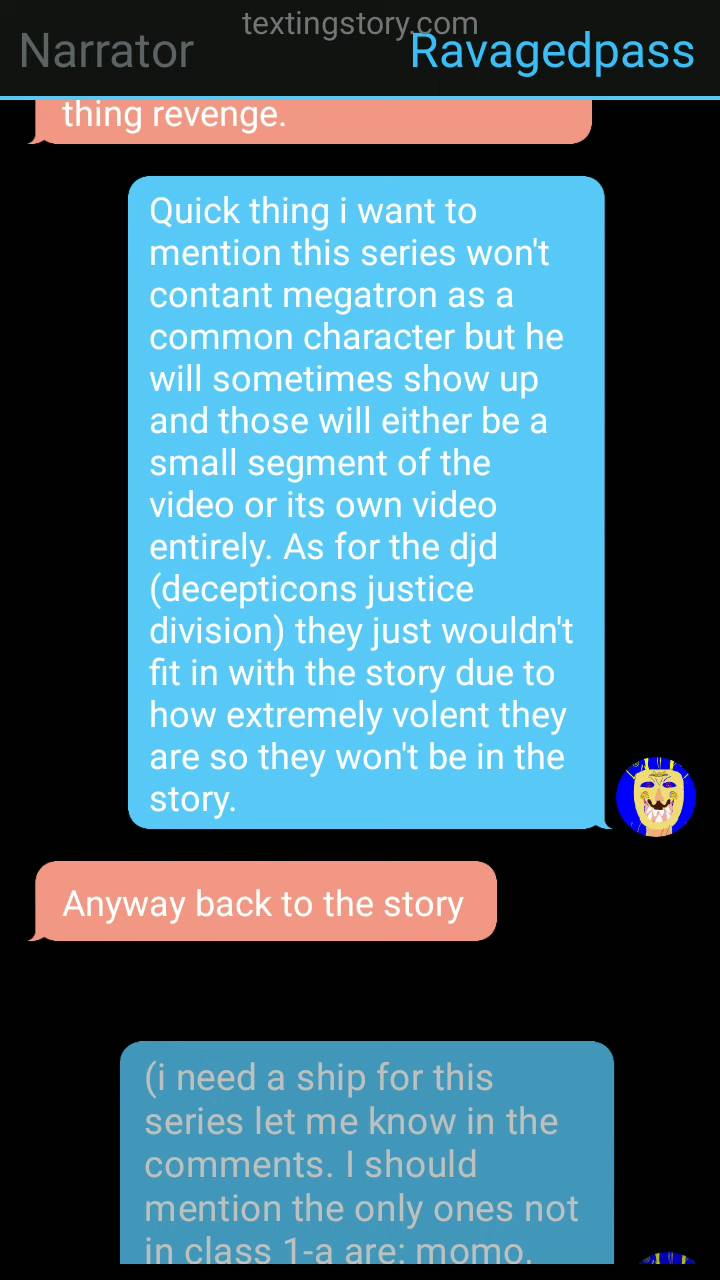 textingstory.com
Narrator
Ravagedpass
thing revenge.
Quick thing i want to
mention this series won't
contant megatron as a
common character but he
will sometimes show up
and those will either be a
small segment of the
video or its own video
entirely. As for the djd
(decepticons justice
division) they just wouldn't
fit in with the story due to
how extremely volent they
are so they won't be in the
story.
Anyway back to the story
(i need a ship for this
series let me know in the
comments. I should
mention the only ones not
in class 1-a are: momo,